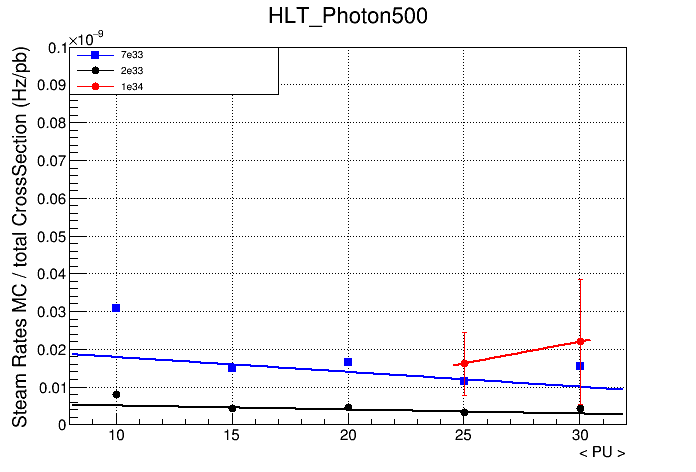 HLT_Photon500
×10⁻⁹
Steam Rates MC / total CrossSection (Hz/pb)
0.1
0.09
0.08
0.07
0.06
0.05
0.04
0.03
0.02
0.01
0
7e33
2e33
1e34
10 15 20 25 30
< PU >